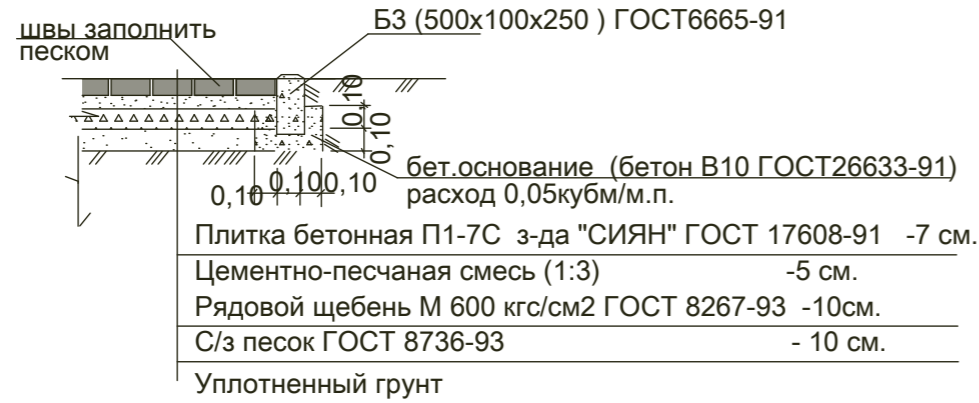 швы заполнить
песком
Б3 (500х100х250 ) ГОСТ6665-91
0,10
0,10
0,10 0,10 0,10
бет.основание (бетон В10 ГОСТ26633-91)
расход 0,05кубм/м.п.
Плитка бетонная П1-7С з-да "СИЯН" ГОСТ 17608-91 -7 см.
Цементно-песчаная смесь (1:3) -5 см.
Рядовой щебень М 600 кгс/см2 ГОСТ 8267-93 -10см.
С/з песок ГОСТ 8736-93 - 10 см.
Уплотненный грунт